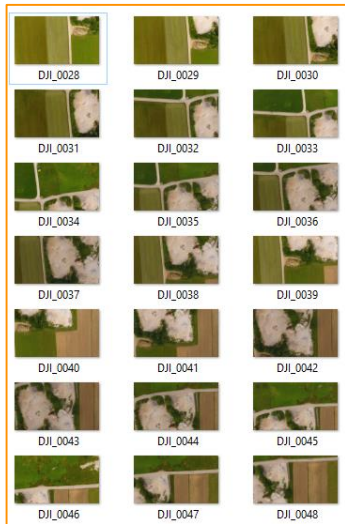 DJI_0028 DJI_0029 DJI_0030
DJI_0031 DJI_0032 DJI_0033
DJI_0034 DJI_0035 DJI_0036
DJI_0037 DJI_0038 DJI_0039
DJI_0040 DJI_0041 DJI_0042
DJI_0043 DJI_0044 DJI_0045
DJI_0046 DJI_0047 DJI_0048